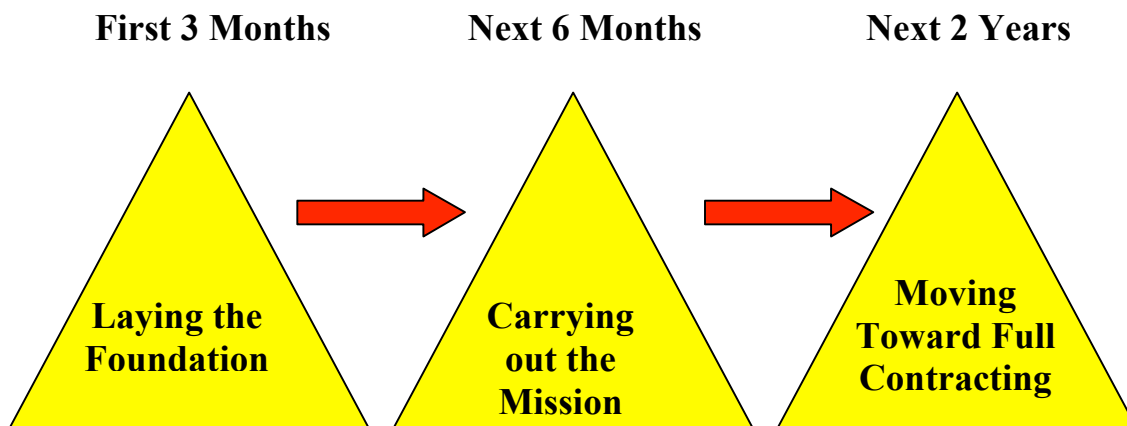 First 3 Months
Next 6 Months
Next 2 Years
Laying the
Foundation
Carrying
out the
Mission
Moving
Toward Full
Contracting